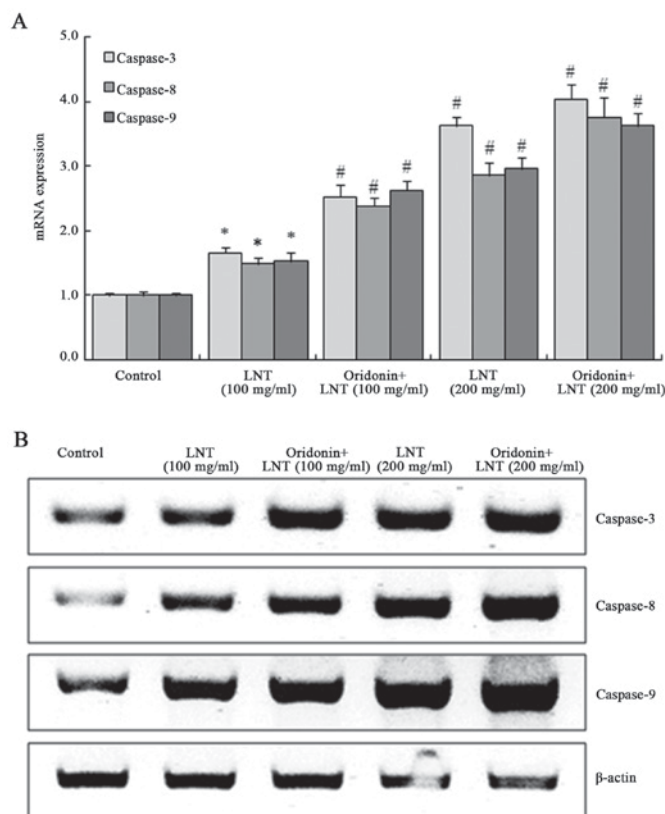 A
5.0
4.0
3.0
2.0
1.0
0.0
mRNA expression
Caspase-3
Caspase-8
Caspase-9
* * *
# # #
# # #
# # #
Control
LNT
(100 mg/ml)
Oridonin+
LNT (100 mg/ml)
LNT
(200 mg/ml)
Oridonin+
LNT (200 mg/ml)
B
Control
LNT
(100 mg/ml)
Oridonin+
LNT (100 mg/ml)
LNT
(200 mg/ml)
Oridonin+
LNT (200 mg/ml)
Caspase-3
Caspase-8
Caspase-9
β-actin